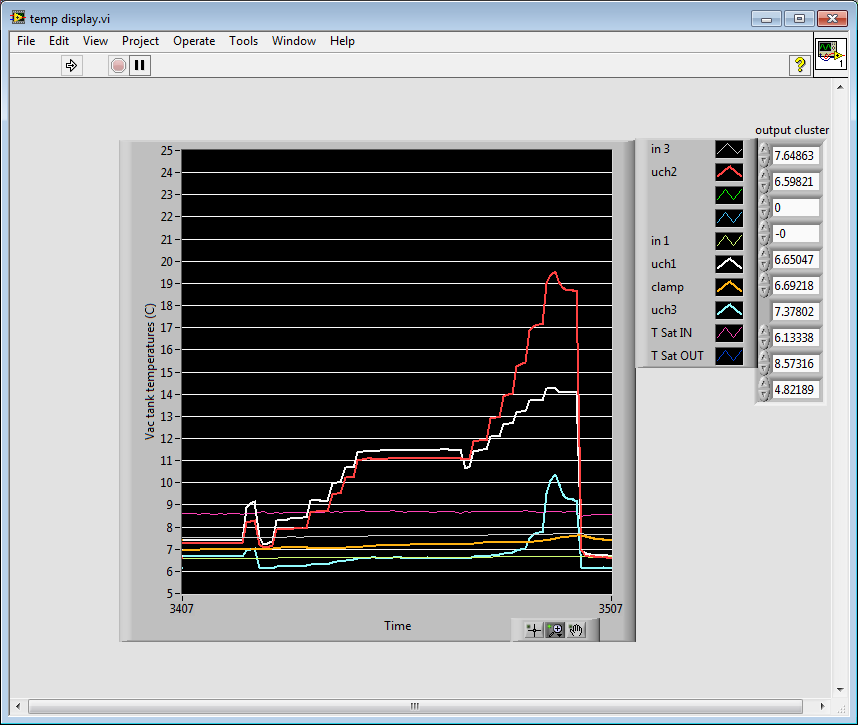 temp display.vi
File Edit View Project Operate Tools Window Help
?
1
output cluster
in 3
uch2
in 1
uch1
clamp
uch3
T Sat IN
T Sat OUT
7.64863
6.59821
0
-0
6.65047
6.69218
7.37802
6.13338
8.57316
4.82189
Vac tank temperatures (C)
25
24
23
22
21
20
19
18
17
16
15
14
13
12
11
10
9
8
7
6
5
3407 3507
Time